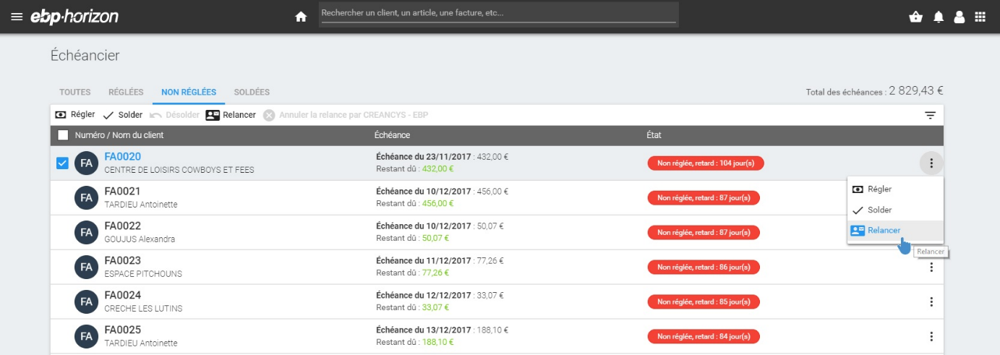 ebp·horizon
Rechercher un client, un article, une facture, etc...
Échéancier
TOUTES RÉGLÉES NON RÉGLÉES SOLDÉES Total des échéances : 2 829,43 €
Régler Solder Désolder Relancer Annuler la relance par CREANCYS - EBP
Numéro / Nom du client Échéance État
FA FA0020 Échéance du 23/11/2017 : 432,00 € Non réglée, retard : 104 jour(s)
CENTRE DE LOISIRS COWBOYS ET FEES Restant dû : 432,00 €
Régler
Solder
Relancer
Relancer
FA FA0021 Échéance du 10/12/2017 : 456,00 € Non réglée, retard : 87 jour(s)
TARDIEU Antoinette Restant dû : 456,00 €
FA FA0022 Échéance du 10/12/2017 : 50,07 € Non réglée, retard : 87 jour(s)
GOUJUS Alexandra Restant dû : 50,07 €
FA FA0023 Échéance du 11/12/2017 : 77,26 € Non réglée, retard : 86 jour(s)
ESPACE PITCHOUNS Restant dû : 77,26 €
FA FA0024 Échéance du 12/12/2017 : 33,07 € Non réglée, retard : 85 jour(s)
CRECHE LES LUTINS Restant dû : 33,07 €
FA FA0025 Échéance du 13/12/2017 : 188,10 € Non réglée, retard : 84 jour(s)
TARDIEU Antoinette Restant dû : 188,10 €